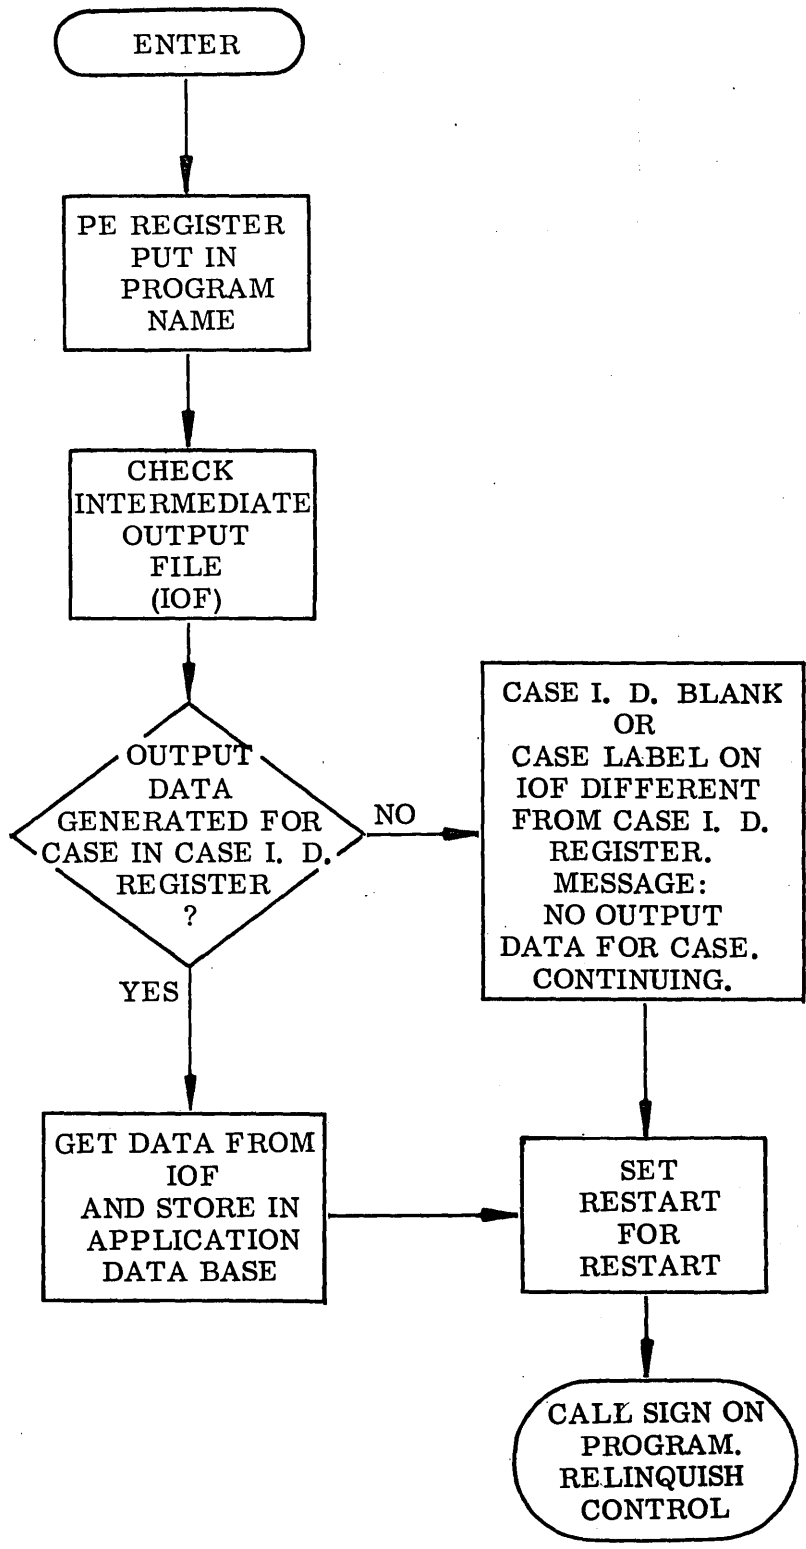 ENTER
PE REGISTER
PUT IN
PROGRAM
NAME
CHECK
INTERMEDIATE
OUTPUT
FILE
(IOF)
OUTPUT
DATA
GENERATED FOR
CASE IN CASE I. D.
REGISTER
?
NO
CASE I. D. BLANK
OR
CASE LABEL ON
IOF DIFFERENT
FROM CASE I. D.
REGISTER.
MESSAGE:
NO OUTPUT
DATA FOR CASE.
CONTINUING.
YES
GET DATA FROM
IOF
AND STORE IN
APPLICATION
DATA BASE
SET
RESTART
FOR
RESTART
CALL SIGN ON
PROGRAM.
RELINQUISH
CONTROL